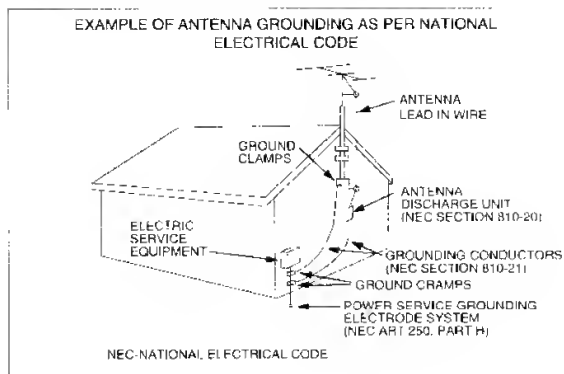 EXAMPLE OF ANTENNA GROUNDING AS PER NATIONAL
ELECTRICAL CODE
ANTENNA
LEAD IN WIRE
GROUND
CLAMPS
ANTENNA
DISCHARGE UNIT
(NEC SECTION 810-20)
ELECTRIC
SERVICE
EQUIPMENT
GROUNDING CONDUCTORS
(NEC SECTION 810-21)
GROUND CRAMPS
POWER SERVICE GROUNDING
ELECTRODE SYSTEM
(NEC ART 250, PART H)
NEC-NATIONAL ELECTRICAL CODE